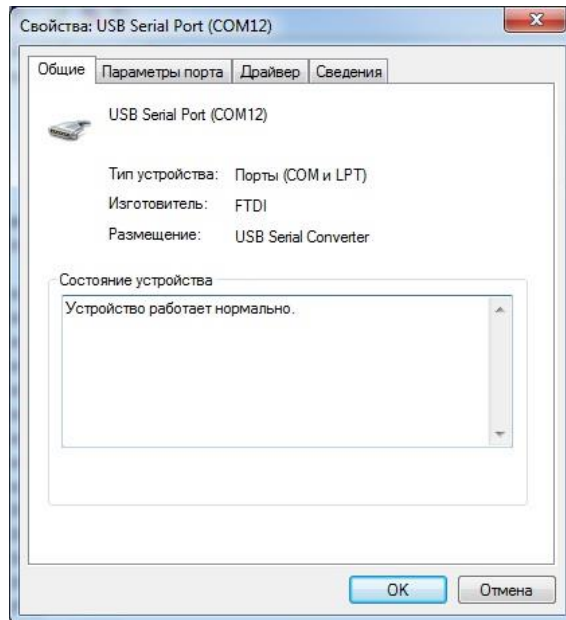 Свойства: USB Serial Port (COM12)
Общие Параметры порта Драйвер Сведения
USB Serial Port (COM12)
Тип устройства: Порты (COM и LPT)
Изготовитель: FTDI
Размещение: USB Serial Converter
Состояние устройства
Устройство работает нормально.
OK Отмена